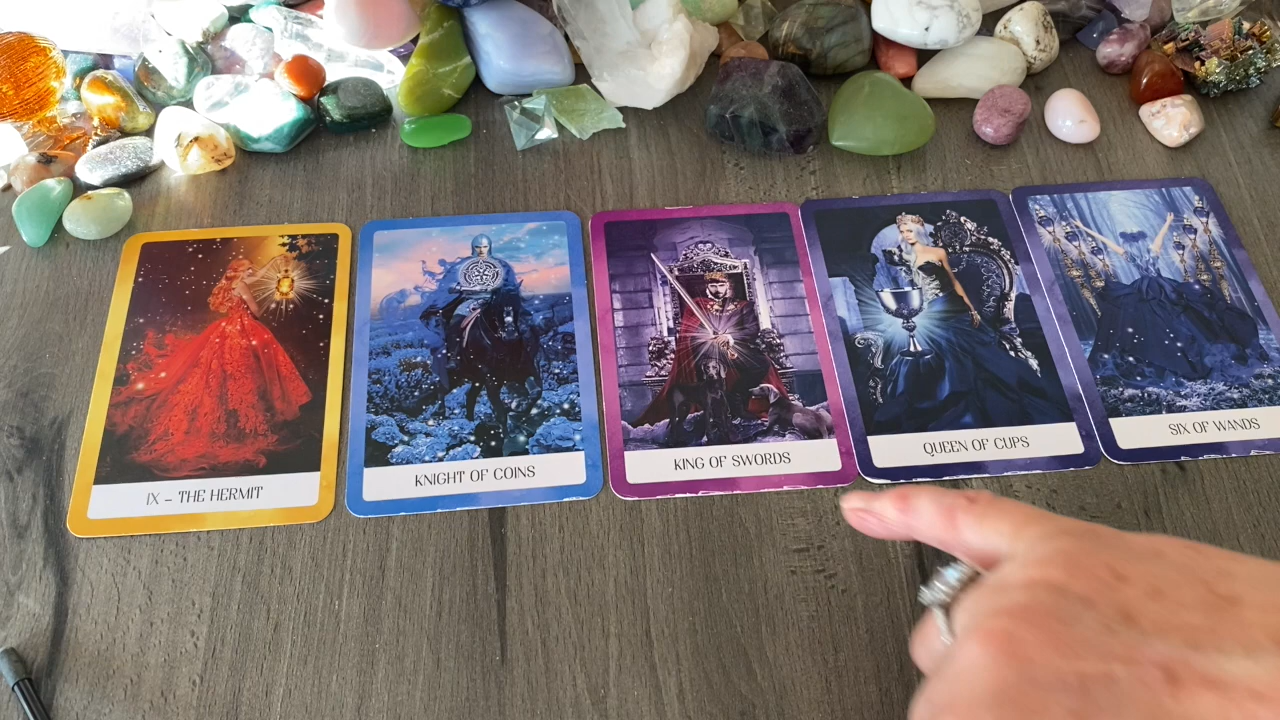 IX – THE HERMIT
KNIGHT OF COINS
KING OF SWORDS
QUEEN OF CUPS
SIX OF WANDS